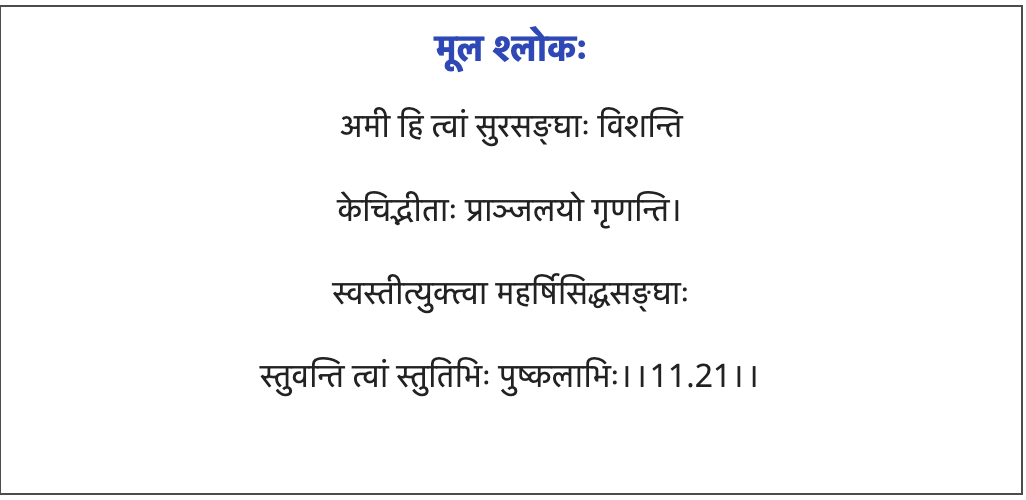 मूल श्लोकः
अमी हि त्वां सुरसङ्घाः विशन्ति
केचिद्भीताः प्राञ्जलयो गृणन्ति।
स्वस्तीत्युक्त्वा महर्षिसिद्धसङ्घाः
स्तुवन्ति त्वां स्तुतिभिः पुष्कलाभिः।।11.21।।